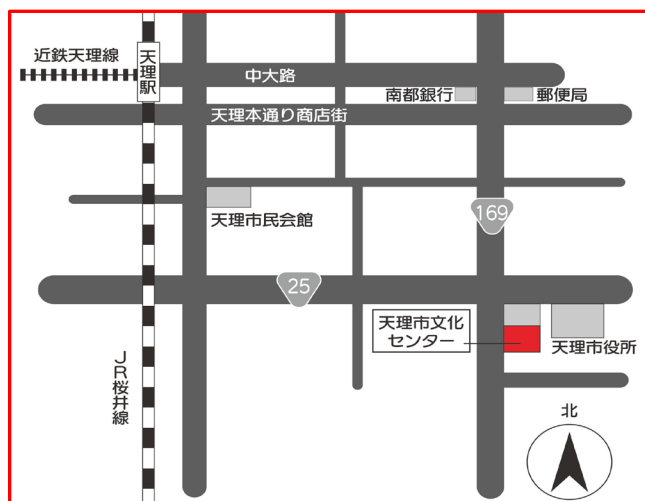 近鉄天理線
天理駅
中大路
南都銀行
郵便局
天理本通り商店街
天理市民会館
169
25
天理市文化
センター
天理市役所
JR桜井線
北